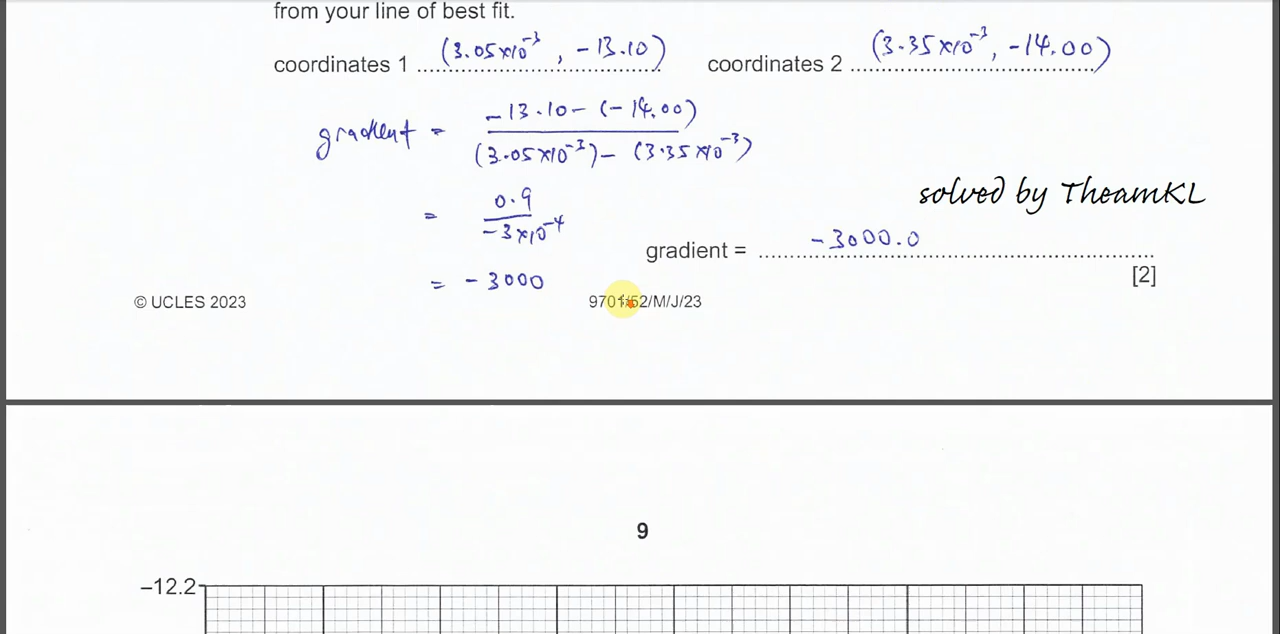 from your line of best fit.
coordinates 1 (3.05×10⁻³, -13.10) coordinates 2 (3.35×10⁻³, -14.00)
gradient = -13.10 - (-14.00) / (3.05×10⁻³) - (3.35×10⁻³)
= 0.9 / -3×10⁻⁴
solved by TheamKL
gradient = -3000.0
= -3000
[2]
© UCLES 2023 9701/52/M/J/23
9
–12.2